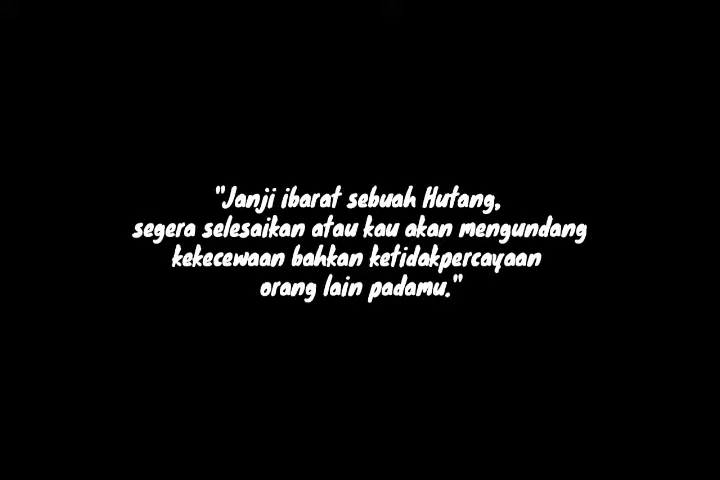 "Janji ibarat sebuah Hutang,
segera selesaikan atau kau akan mengundang
kekecewaan bahkan ketidakpercayaan
orang lain padamu."